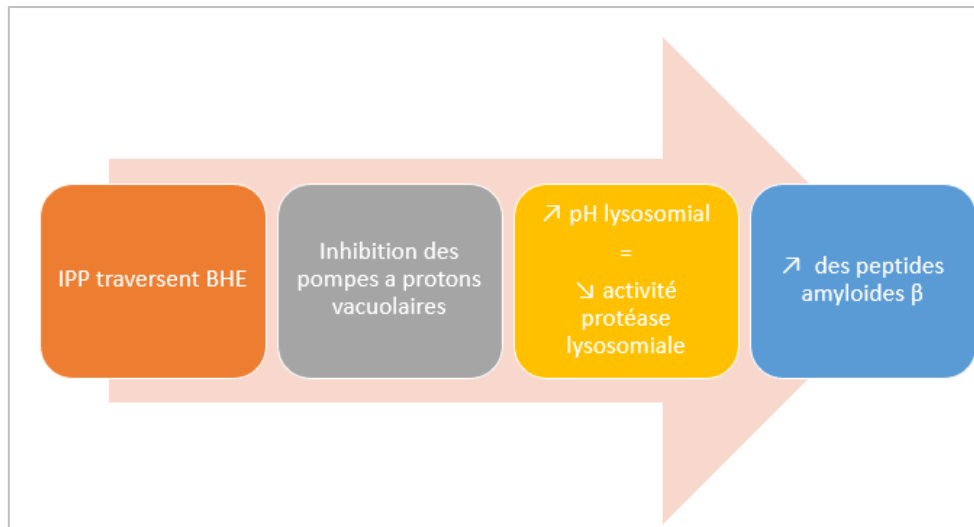 IPP traversent BHE
Inhibition des
pompes a protons
vacuolaires
↗ pH lysosomial
=
↘ activité
protéase
lysosomiale
↗ des peptides
amyloides β